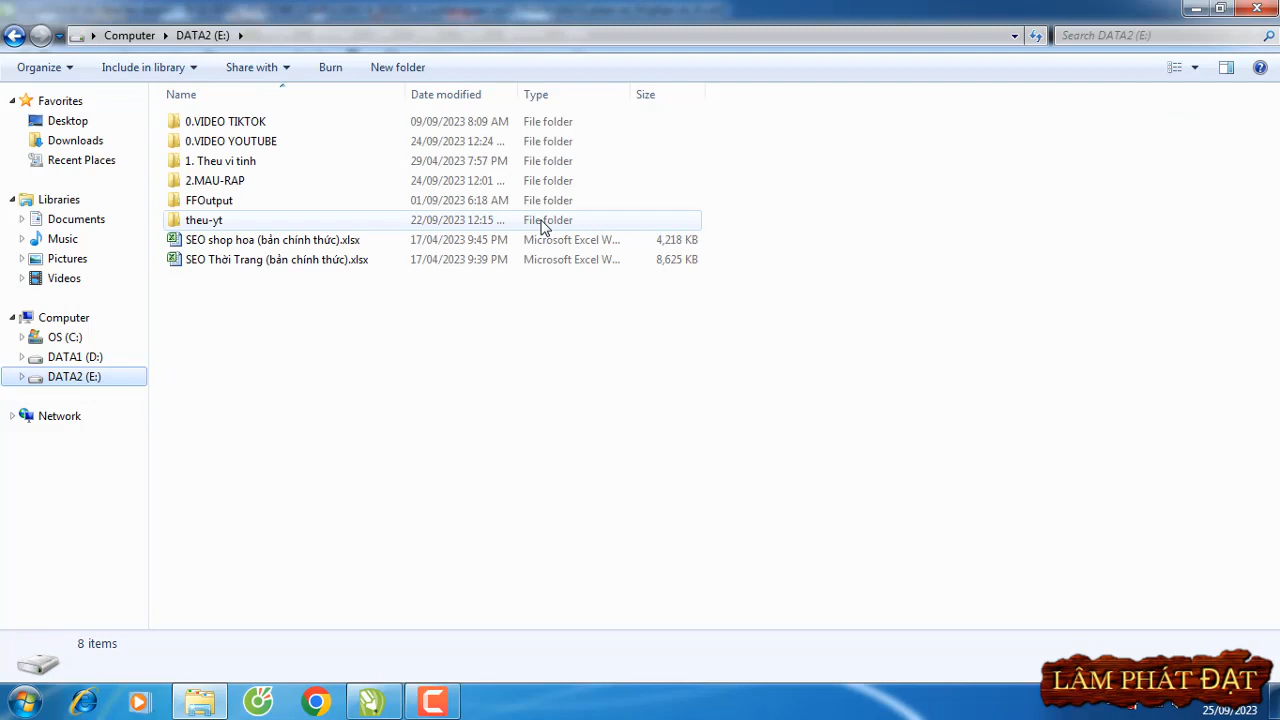 Computer DATA2 (E:)
Search DATA2 (E:)
Organize Include in library Share with Burn New folder
Name Date modified Type Size
Favorites
Desktop
Downloads
Recent Places
Libraries
Documents
Music
Pictures
Videos
Computer
OS (C:)
DATA1 (D:)
DATA2 (E:)
Network
0.VIDEO TIKTOK 09/09/2023 8:09 AM File folder
0.VIDEO YOUTUBE 24/09/2023 12:24 ... File folder
1. Theu vi tinh 29/04/2023 7:57 PM File folder
2.MAU-RAP 24/09/2023 12:01 ... File folder
FFOutput 01/09/2023 6:18 AM File folder
theu-yt 22/09/2023 12:15 ... File folder
SEO shop hoa (bản chính thức).xlsx 17/04/2023 9:45 PM Microsoft Excel W... 4,218 KB
SEO Thời Trang (bản chính thức).xlsx 17/04/2023 9:39 PM Microsoft Excel W... 8,625 KB
8 items
LÂM PHÁT ĐẠT
25/09/2023